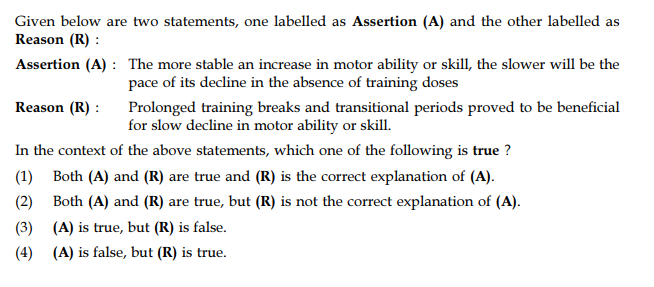 Given below are two statements, one labelled as Assertion (A) and the other labelled as
Reason (R) :
Assertion (A) : The more stable an increase in motor ability or skill, the slower will be the
pace of its decline in the absence of training doses
Reason (R) : Prolonged training breaks and transitional periods proved to be beneficial
for slow decline in motor ability or skill.
In the context of the above statements, which one of the following is true ?
(1) Both (A) and (R) are true and (R) is the correct explanation of (A).
(2) Both (A) and (R) are true, but (R) is not the correct explanation of (A).
(3) (A) is true, but (R) is false.
(4) (A) is false, but (R) is true.